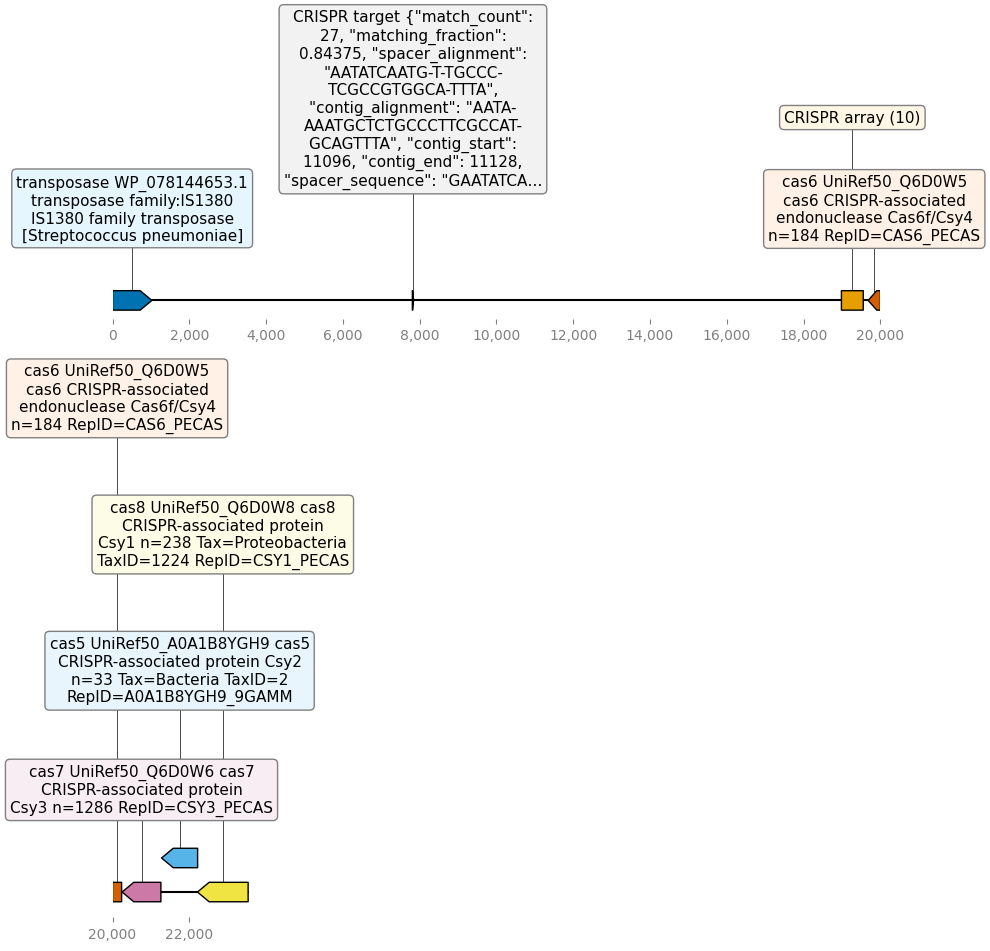 CRISPR target {"match_count":
27, "matching_fraction":
0.84375, "spacer_alignment":
"AATATCAATG-T-TGCCC-
TCGCCGTGGCA-TTTA",
"contig_alignment": "AATA-
AAATGCTCTGCCCTTCGCCAT-
GCAGTTTA", "contig_start":
11096, "contig_end": 11128,
"spacer_sequence": "GAATATCA...
CRISPR array (10)
transposase WP_078144653.1
transposase family:IS1380
IS1380 family transposase
[Streptococcus pneumoniae]
cas6 UniRef50_Q6D0W5
cas6 CRISPR-associated
endonuclease Cas6f/Csy4
n=184 RepID=CAS6_PECAS
0 2,000 4,000 6,000 8,000 10,000 12,000 14,000 16,000 18,000 20,000
cas6 UniRef50_Q6D0W5
cas6 CRISPR-associated
endonuclease Cas6f/Csy4
n=184 RepID=CAS6_PECAS
cas8 UniRef50_Q6D0W8 cas8
CRISPR-associated protein
Csy1 n=238 Tax=Proteobacteria
TaxID=1224 RepID=CSY1_PECAS
cas5 UniRef50_A0A1B8YGH9 cas5
CRISPR-associated protein Csy2
n=33 Tax=Bacteria TaxID=2
RepID=A0A1B8YGH9_9GAMM
cas7 UniRef50_Q6D0W6 cas7
CRISPR-associated protein
Csy3 n=1286 RepID=CSY3_PECAS
20,000 22,000